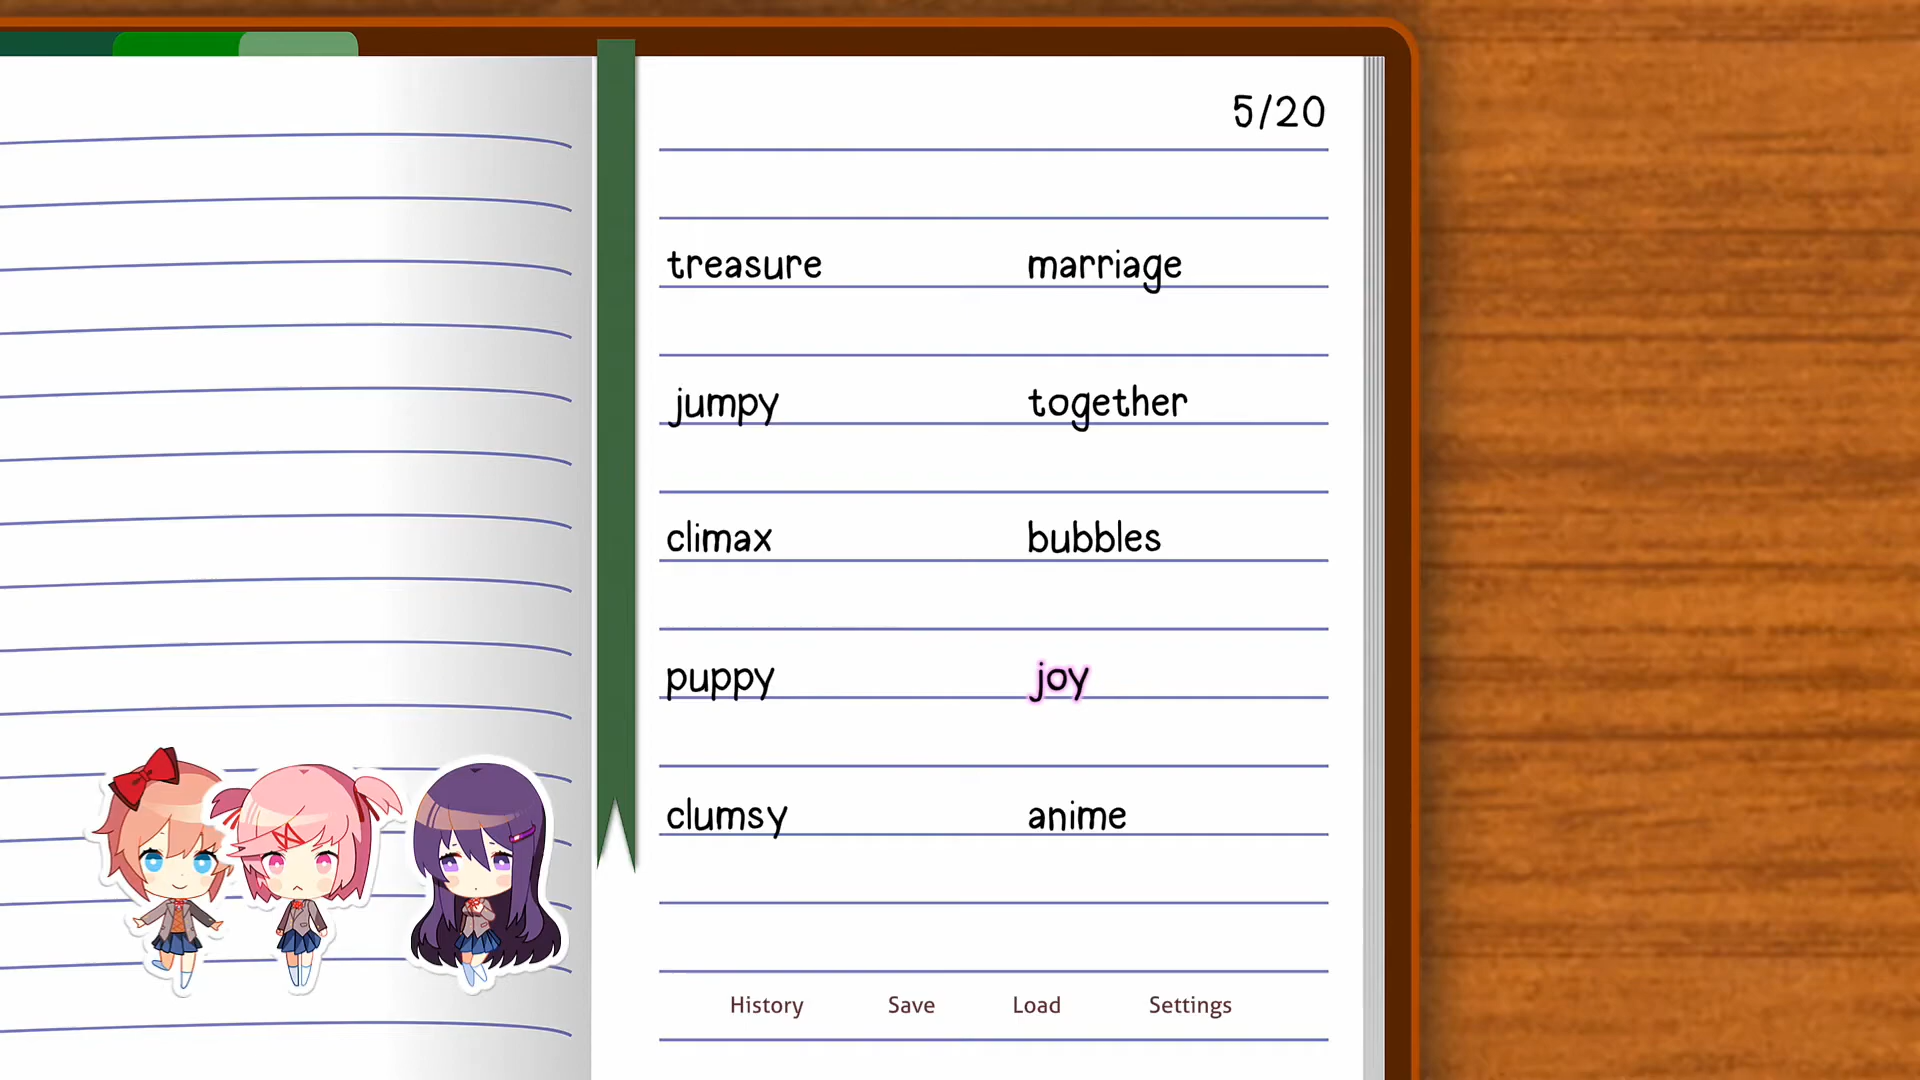 5/20
treasure marriage
jumpy together
climax bubbles
puppy joy
clumsy anime
History Save Load Settings